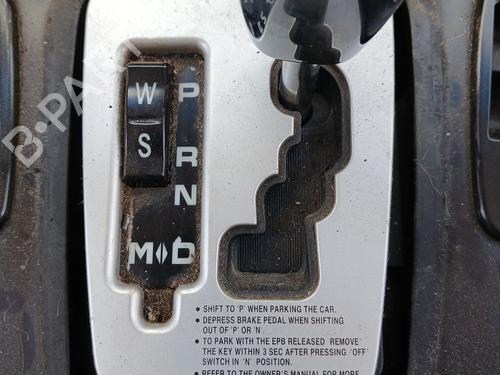 B-PARTS
W
S
P
R
N
M D
• SHIFT TO 'P' WHEN PARKING THE CAR.
• DEPRESS BRAKE PEDAL WHEN SHIFTING
OUT OF 'P' OR 'N'.
• TO PARK WITH THE EPB RELEASED REMOVE
THE KEY WITHIN 3 SEC AFTER PRESSING 'OFF'
SWITCH IN 'N' POSITION.
• REFER TO THE OWNER'S MANUAL FOR MORE